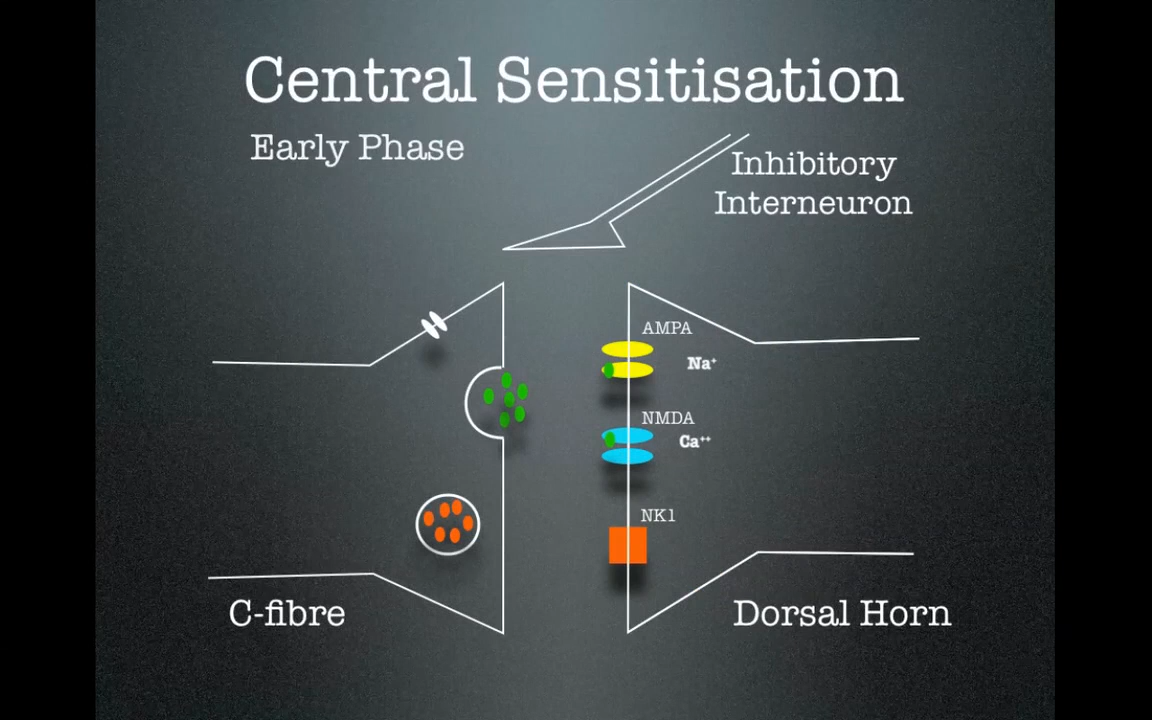 Central Sensitisation
Early Phase
Inhibitory
Interneuron
AMPA
Na⁺
NMDA
Ca⁺⁺
NK1
C-fibre
Dorsal Horn